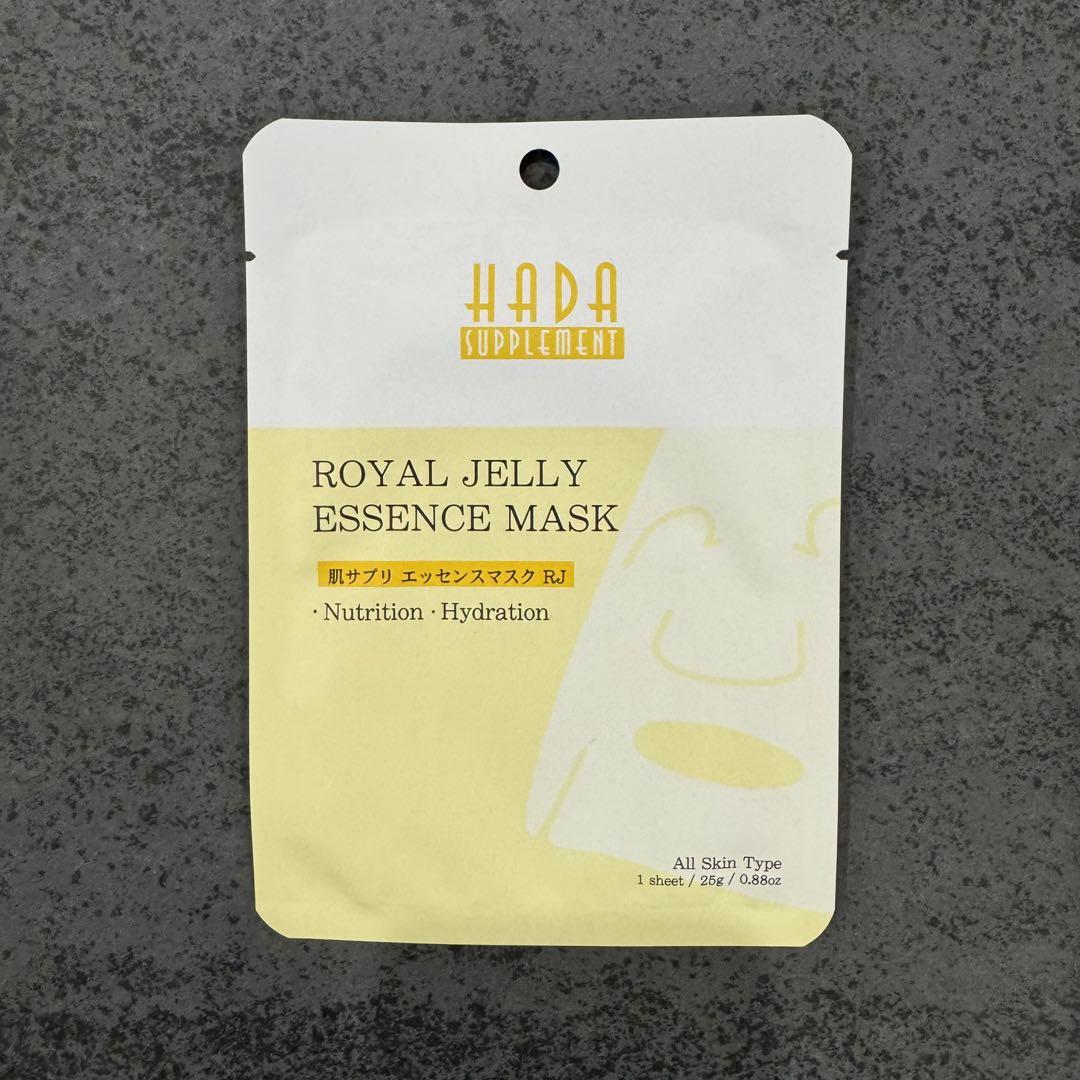 HADA
SUPPLEMENT
ROYAL JELLY
ESSENCE MASK
肌サプリ エッセンスマスク RJ
・Nutrition ・Hydration
All Skin Type
1 sheet / 25g / 0.88oz